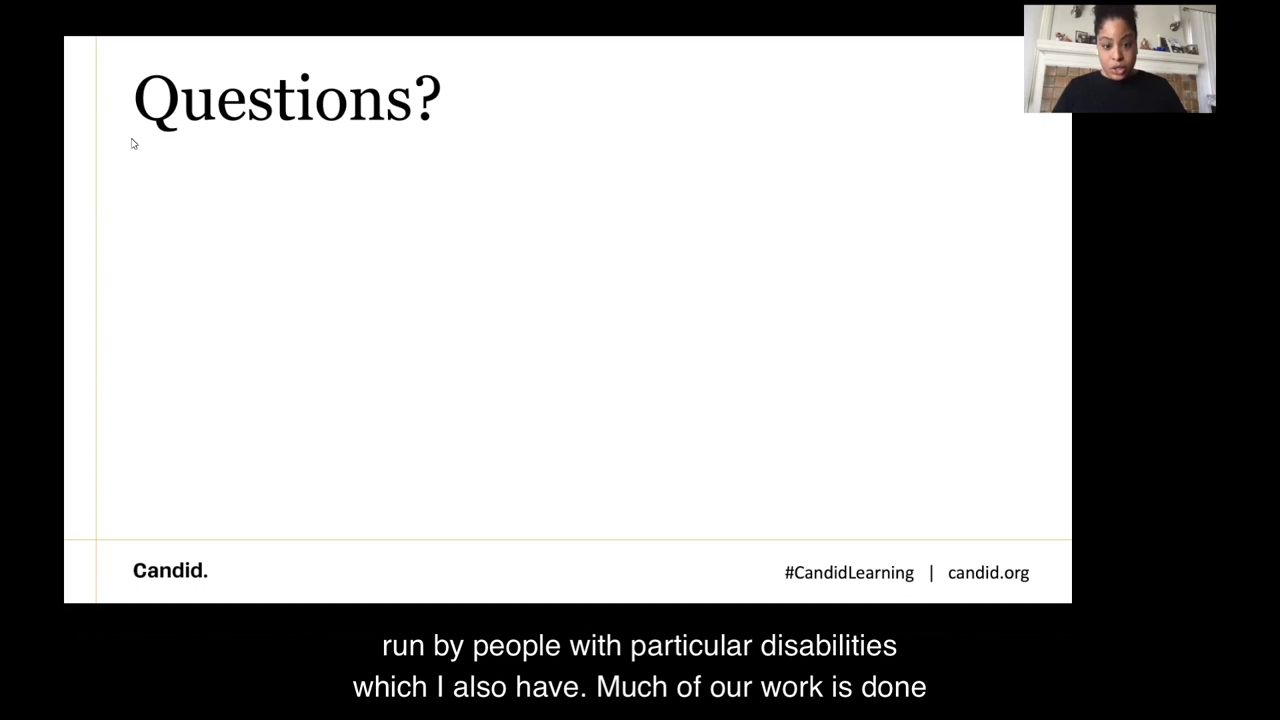 Questions?
Candid.
#CandidLearning | candid.org
run by people with particular disabilities
which I also have. Much of our work is done